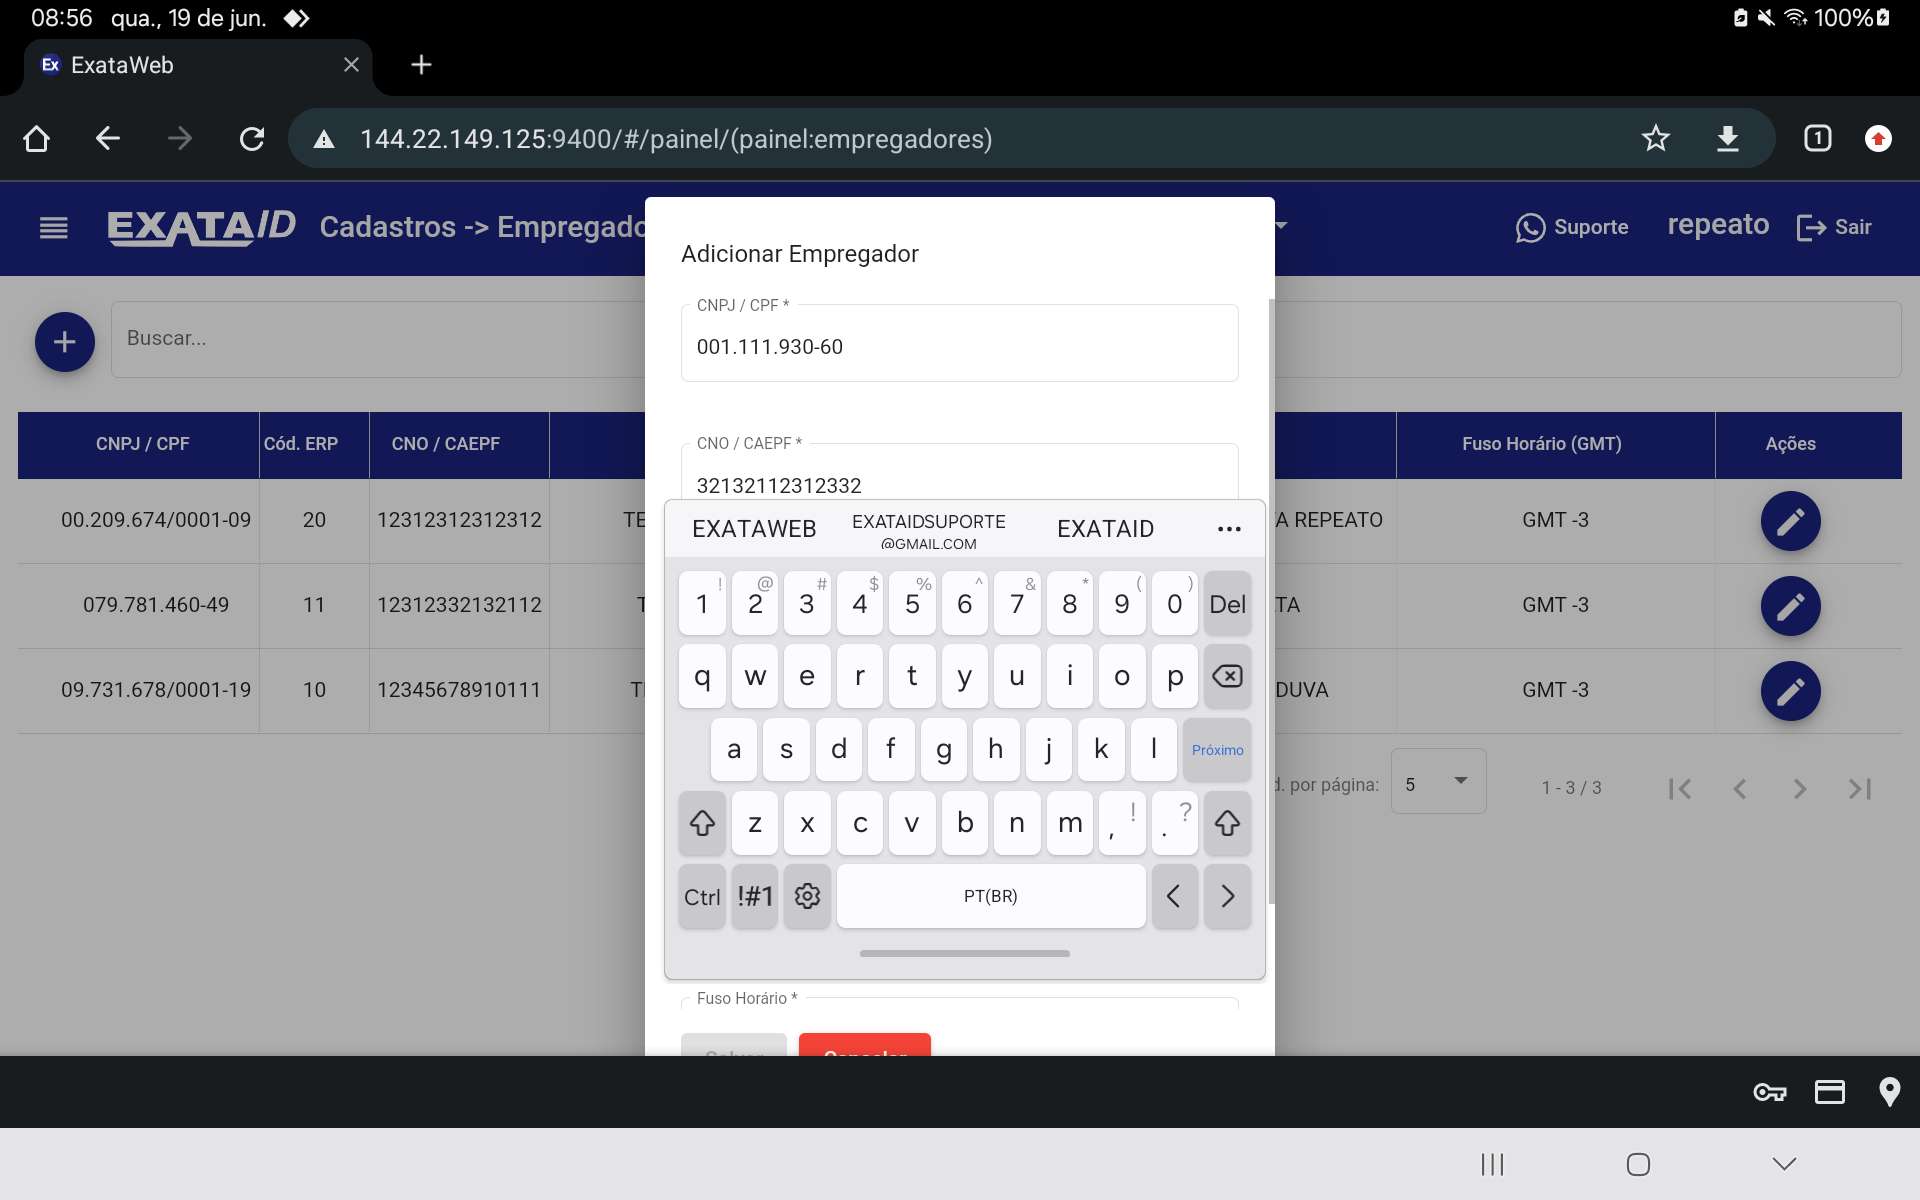 08:56 qua., 19 de jun. 100%
Ex ExataWeb
144.22.149.125:9400/#/painel/(painel:empregadores) 1
EXATAID Cadastros -> Empregado Suporte repeato Sair
Adicionar Empregador
CNPJ / CPF *
001.111.930-60
Buscar...
CNPJ / CPF Cód. ERP CNO / CAEPF Fuso Horário (GMT) Ações
CNO / CAEPF *
32132112312332
00.209.674/0001-09 20 12312312312312 TE A REPEATO GMT -3
079.781.460-49 11 12312332132112 T TA GMT -3
09.731.678/0001-19 10 12345678910111 DUVA GMT -3
. por página: 5 1 - 3 / 3
EXATAWEB EXATAIDSUPORTE EXATAID
@GMAIL.COM
! @ # $ % ^ & * ( )
1 2 3 4 5 6 7 8 9 0 Del
q w e r t y u i o p
a s d f g h j k l Próximo
z x c v b n m , ! . ?
Ctrl !#1 PT(BR) < >
Fuso Horário *
Salvar Cancelar